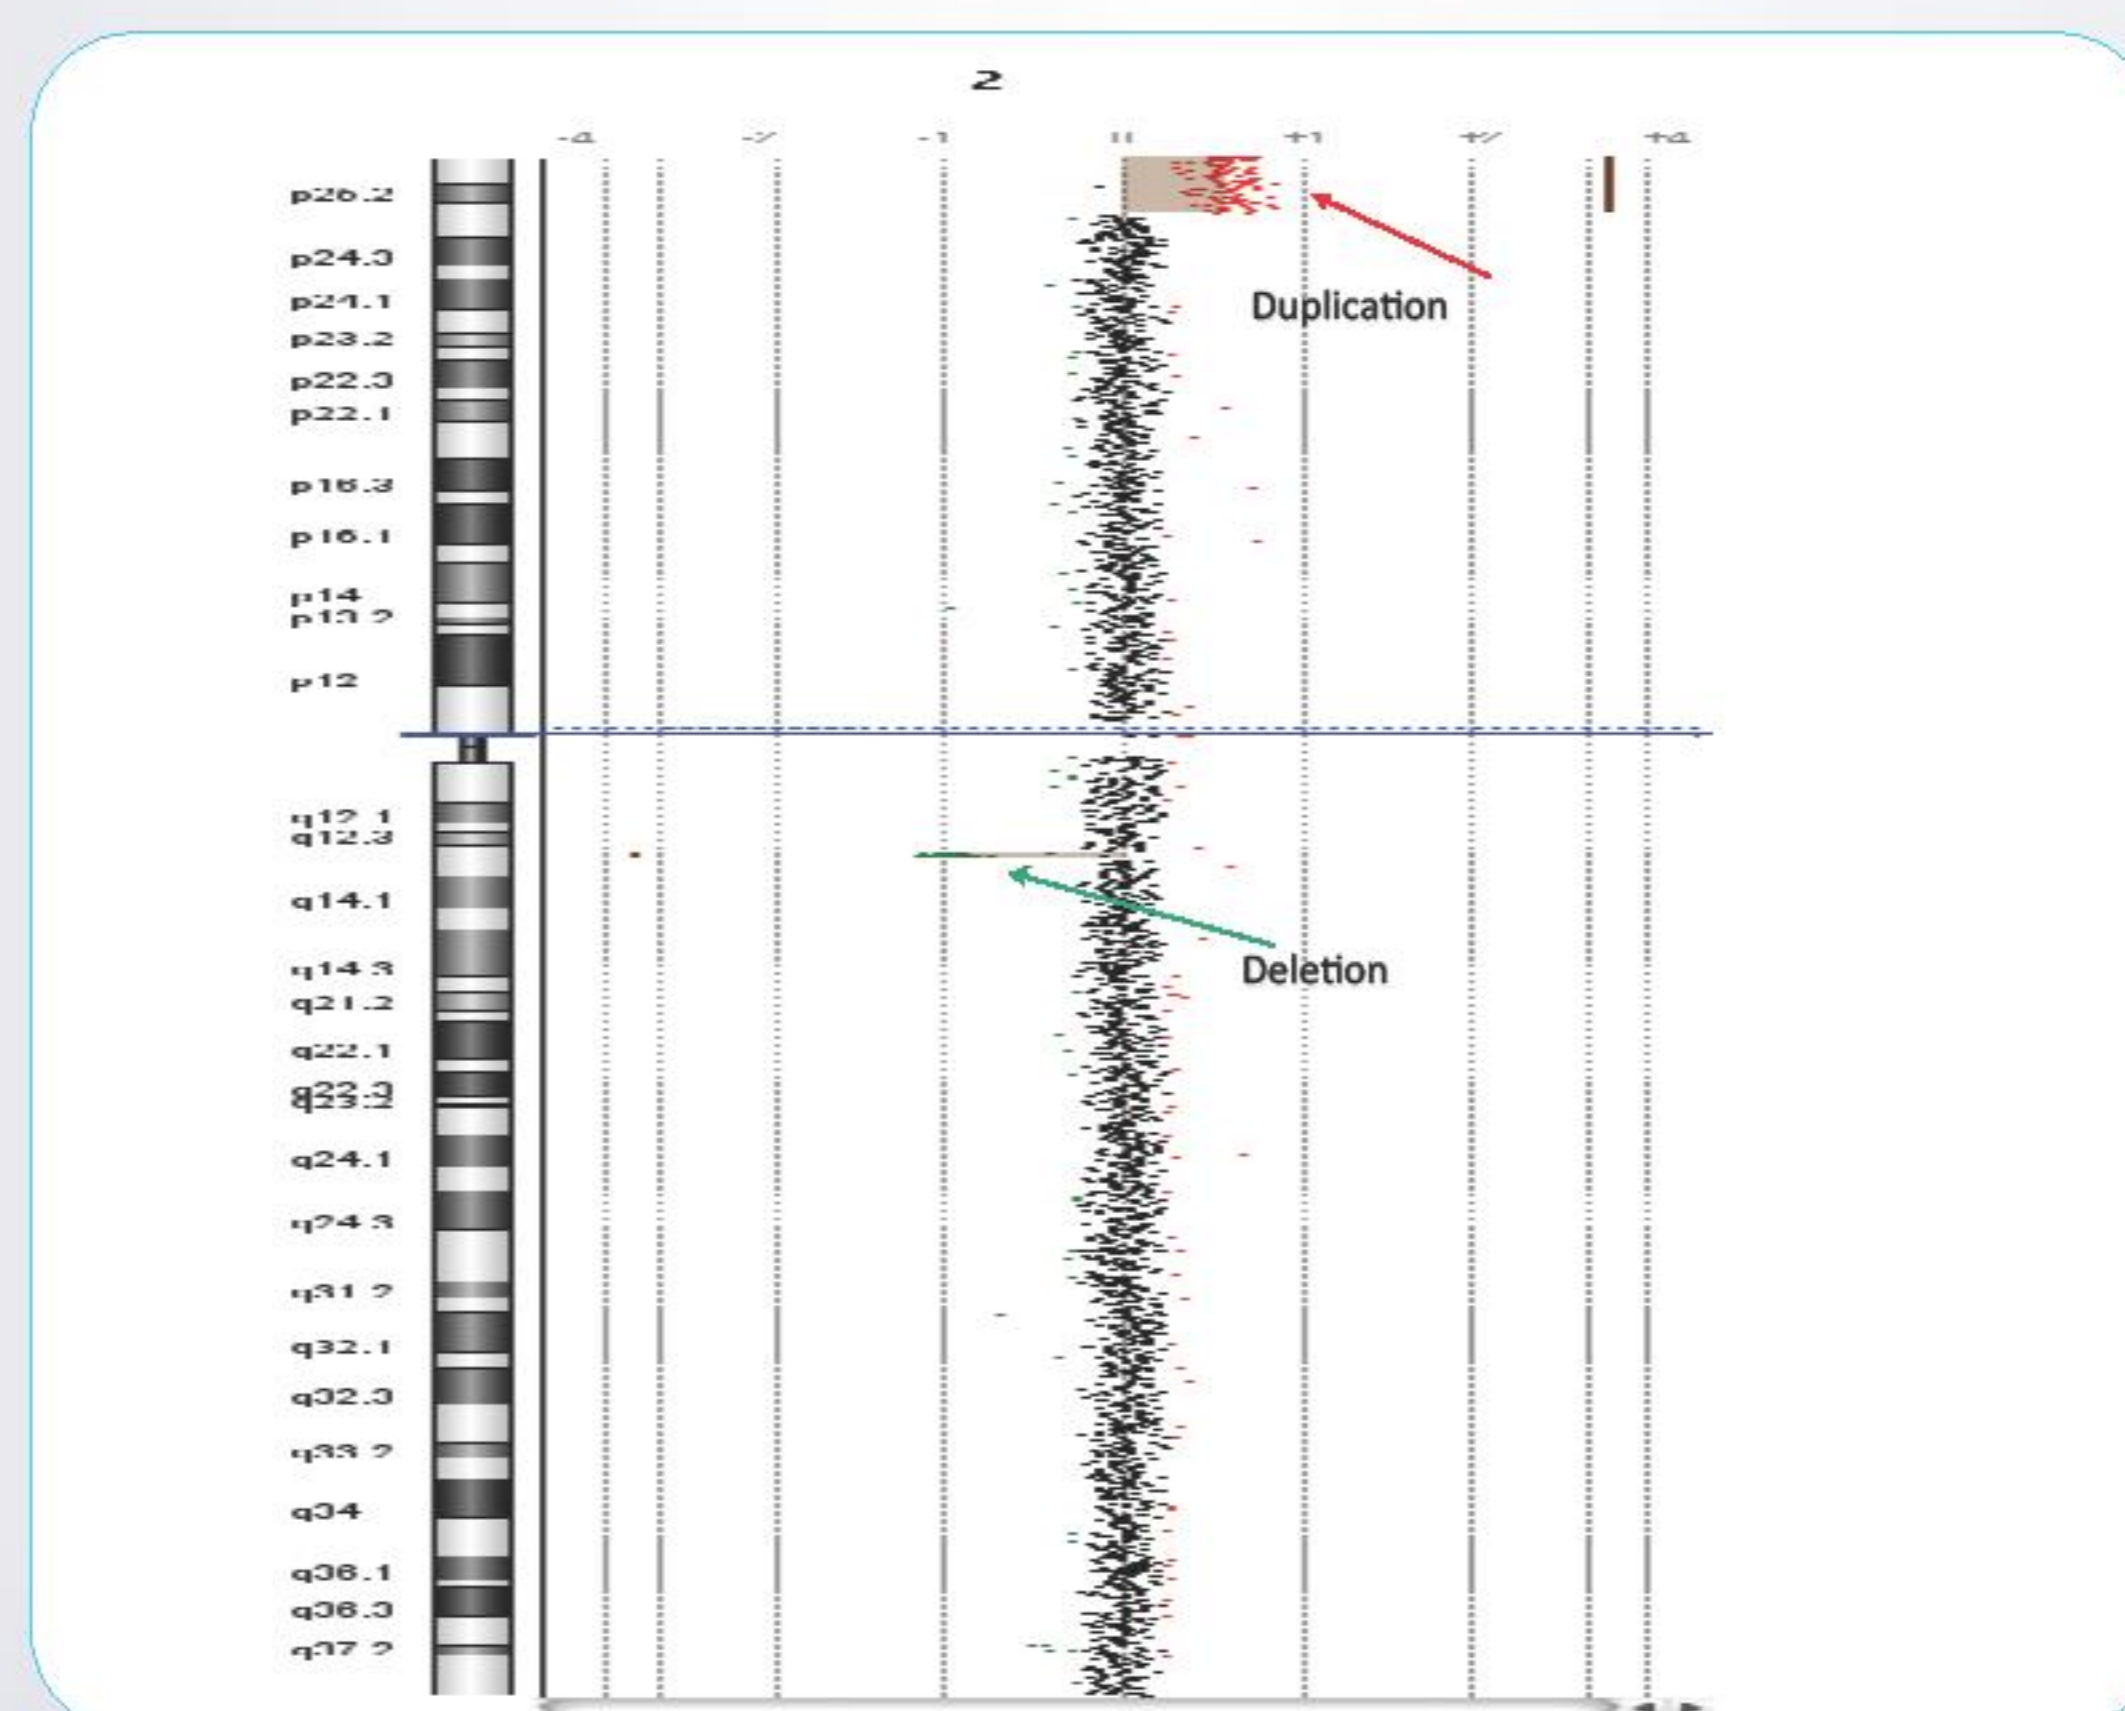 2
-4 -2 -1 0 +1 +2 +4
p26.2
p24.3
Duplication
p24.1
p23.2
p22.3
p22.1
p16.3
p16.1
p14
p13.2
p12
q12.1
q12.3
q14.1
q14.3
Deletion
q21.2
q22.1
q22.3
q23.2
q24.1
q24.3
q31.2
q32.1
q32.3
q33.2
q34
q36.1
q36.3
q37.2